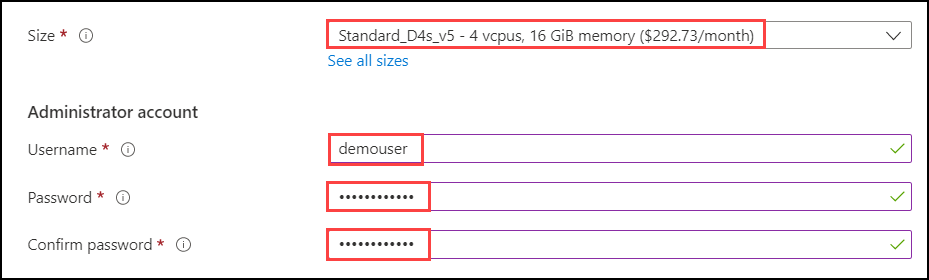 Size * Standard_D4s_v5 - 4 vcpus, 16 GiB memory ($292.73/month)
See all sizes
Administrator account
Username * demouser
Password * ••••••••••••
Confirm password * ••••••••••••